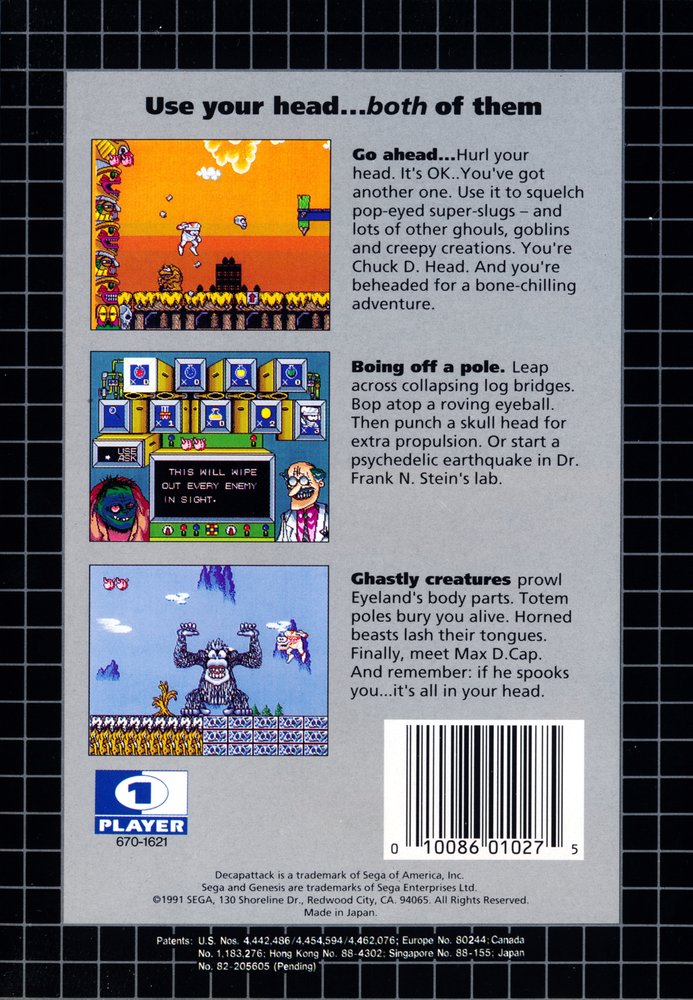 Use your head...both of them
Go ahead...Hurl your
head. It's OK..You've got
another one. Use it to squelch
pop-eyed super-slugs – and
lots of other ghouls, goblins
and creepy creations. You're
Chuck D. Head. And you're
beheaded for a bone-chilling
adventure.
X 0
X 0
X 1
X 0
X 1
X 0
X 2
X 3
USE
ASK
THIS WILL WIPE
OUT EVERY ENEMY
IN SIGHT.
Boing off a pole. Leap
across collapsing log bridges.
Bop atop a roving eyeball.
Then punch a skull head for
extra propulsion. Or start a
psychedelic earthquake in Dr.
Frank N. Stein's lab.
Ghastly creatures prowl
Eyeland's body parts. Totem
poles bury you alive. Horned
beasts lash their tongues.
Finally, meet Max D.Cap.
And remember: if he spooks
you...it's all in your head.
1
PLAYER
670-1621
0 10086 01027 5
Decapattack is a trademark of Sega of America, Inc.
Sega and Genesis are trademarks of Sega Enterprises Ltd.
©1991 SEGA, 130 Shoreline Dr., Redwood City, CA. 94065. All Rights Reserved.
Made in Japan.
Patents: U.S. Nos. 4,442,486/4,454,594/4,462,076; Europe No. 80244; Canada
No. 1,183,276; Hong Kong No. 88-4302; Singapore No. 88-155; Japan
No. 82-205605 (Pending)